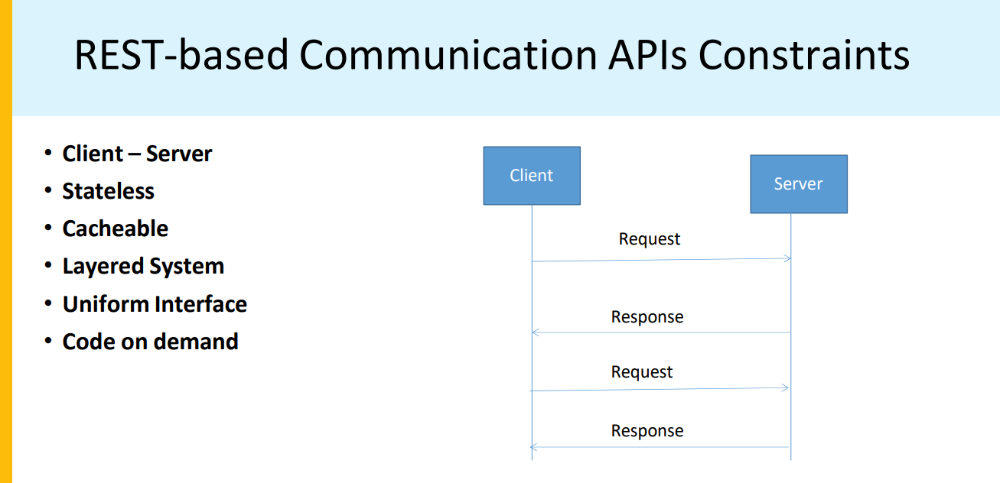 REST-based Communication APIs Constraints
• Client – Server
• Stateless
• Cacheable
• Layered System
• Uniform Interface
• Code on demand
Client
Server
Request
Response
Request
Response